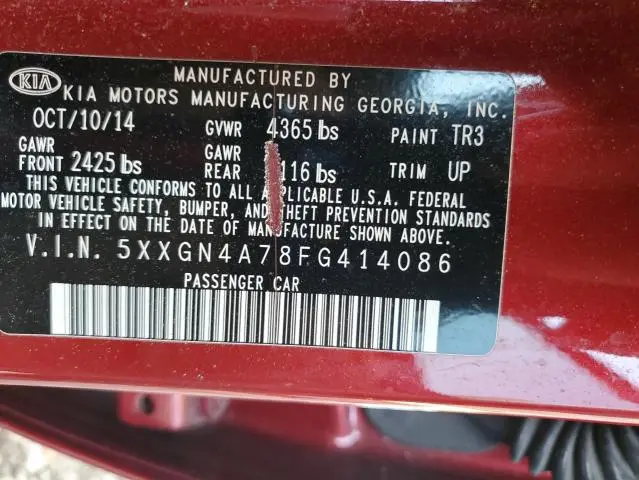 KIA
MANUFACTURED BY
KIA MOTORS MANUFACTURING GEORGIA, INC.
OCT/10/14 GVWR 4365 lbs PAINT TR3
GAWR FRONT 2425 lbs GAWR REAR 116 lbs TRIM UP
THIS VEHICLE CONFORMS TO ALL APPLICABLE U.S.A. FEDERAL
MOTOR VEHICLE SAFETY, BUMPER, AND THEFT PREVENTION STANDARDS
IN EFFECT ON THE DATE OF MANUFACTURE SHOWN ABOVE.
V.I.N. 5XXGN4A78FG414086
PASSENGER CAR